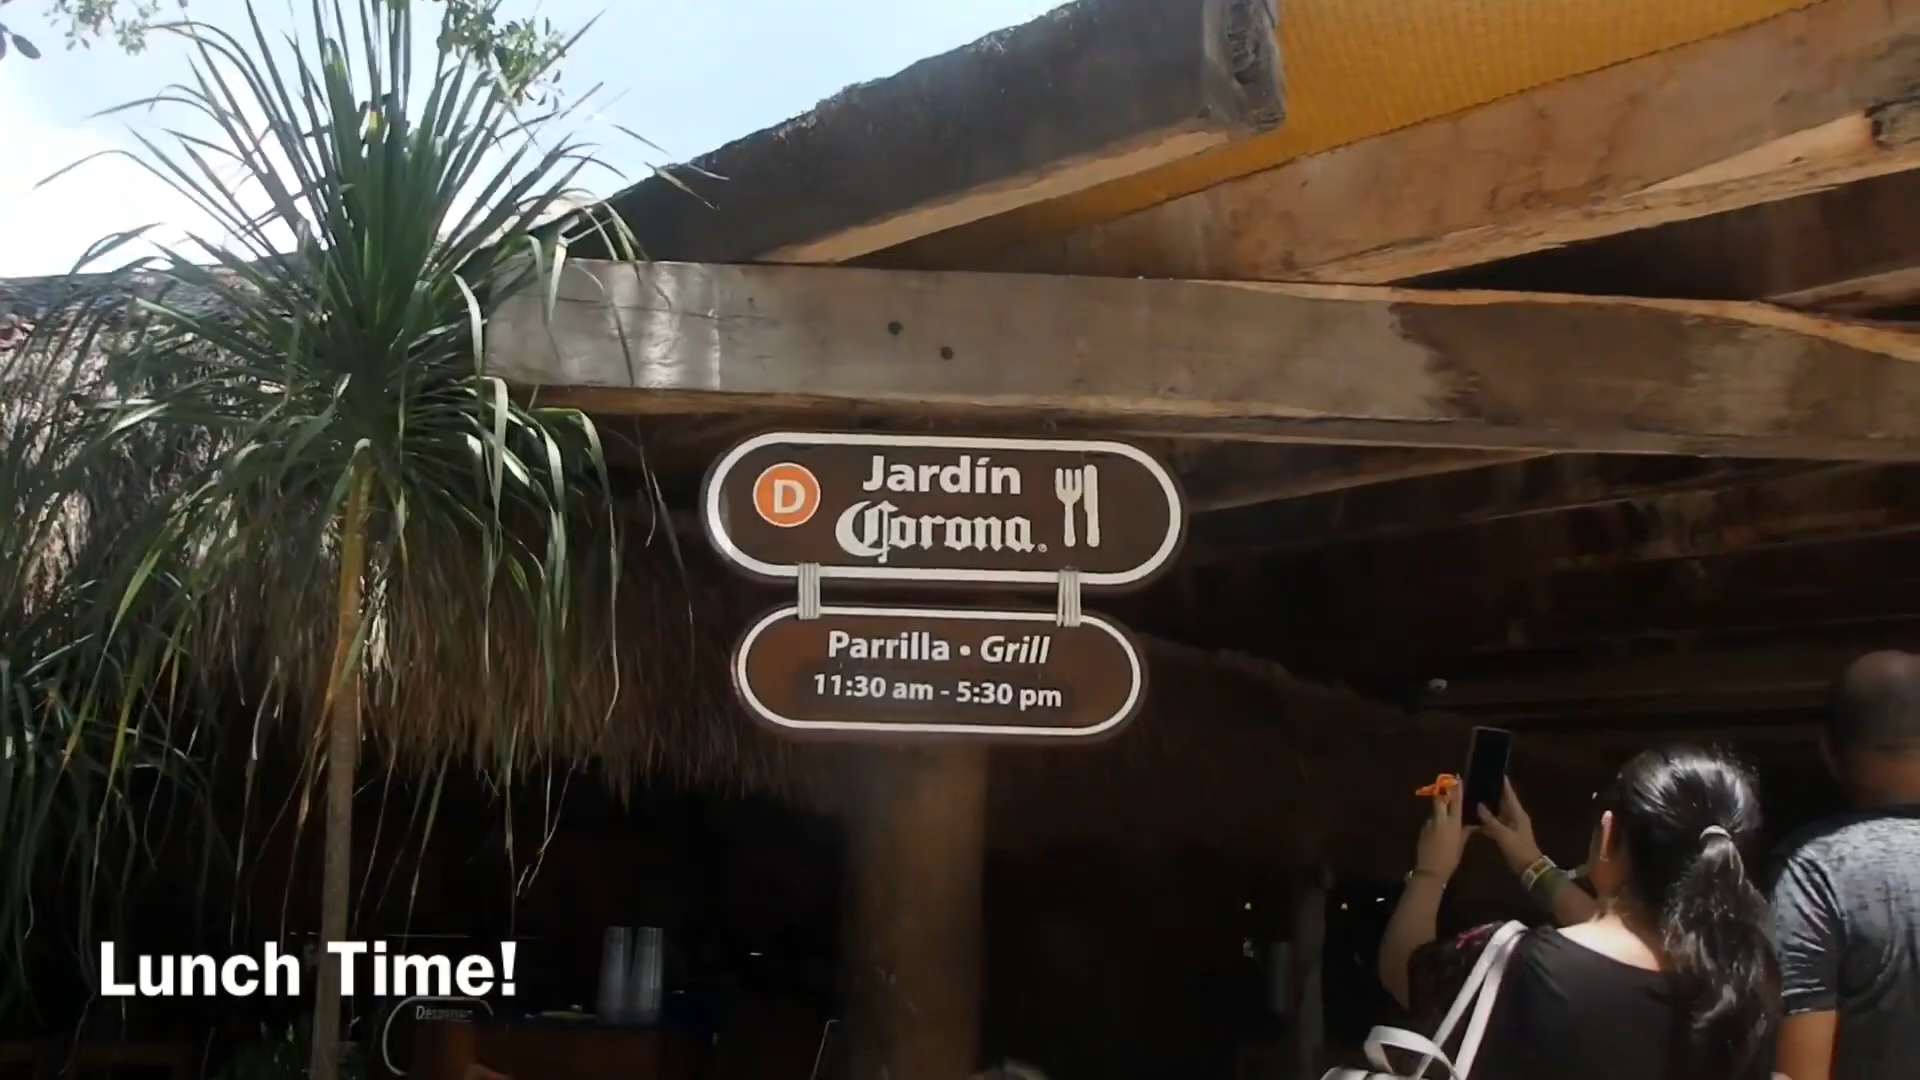 D
Jardín
Corona®
Parrilla • Grill
11:30 am - 5:30 pm
Lunch Time!